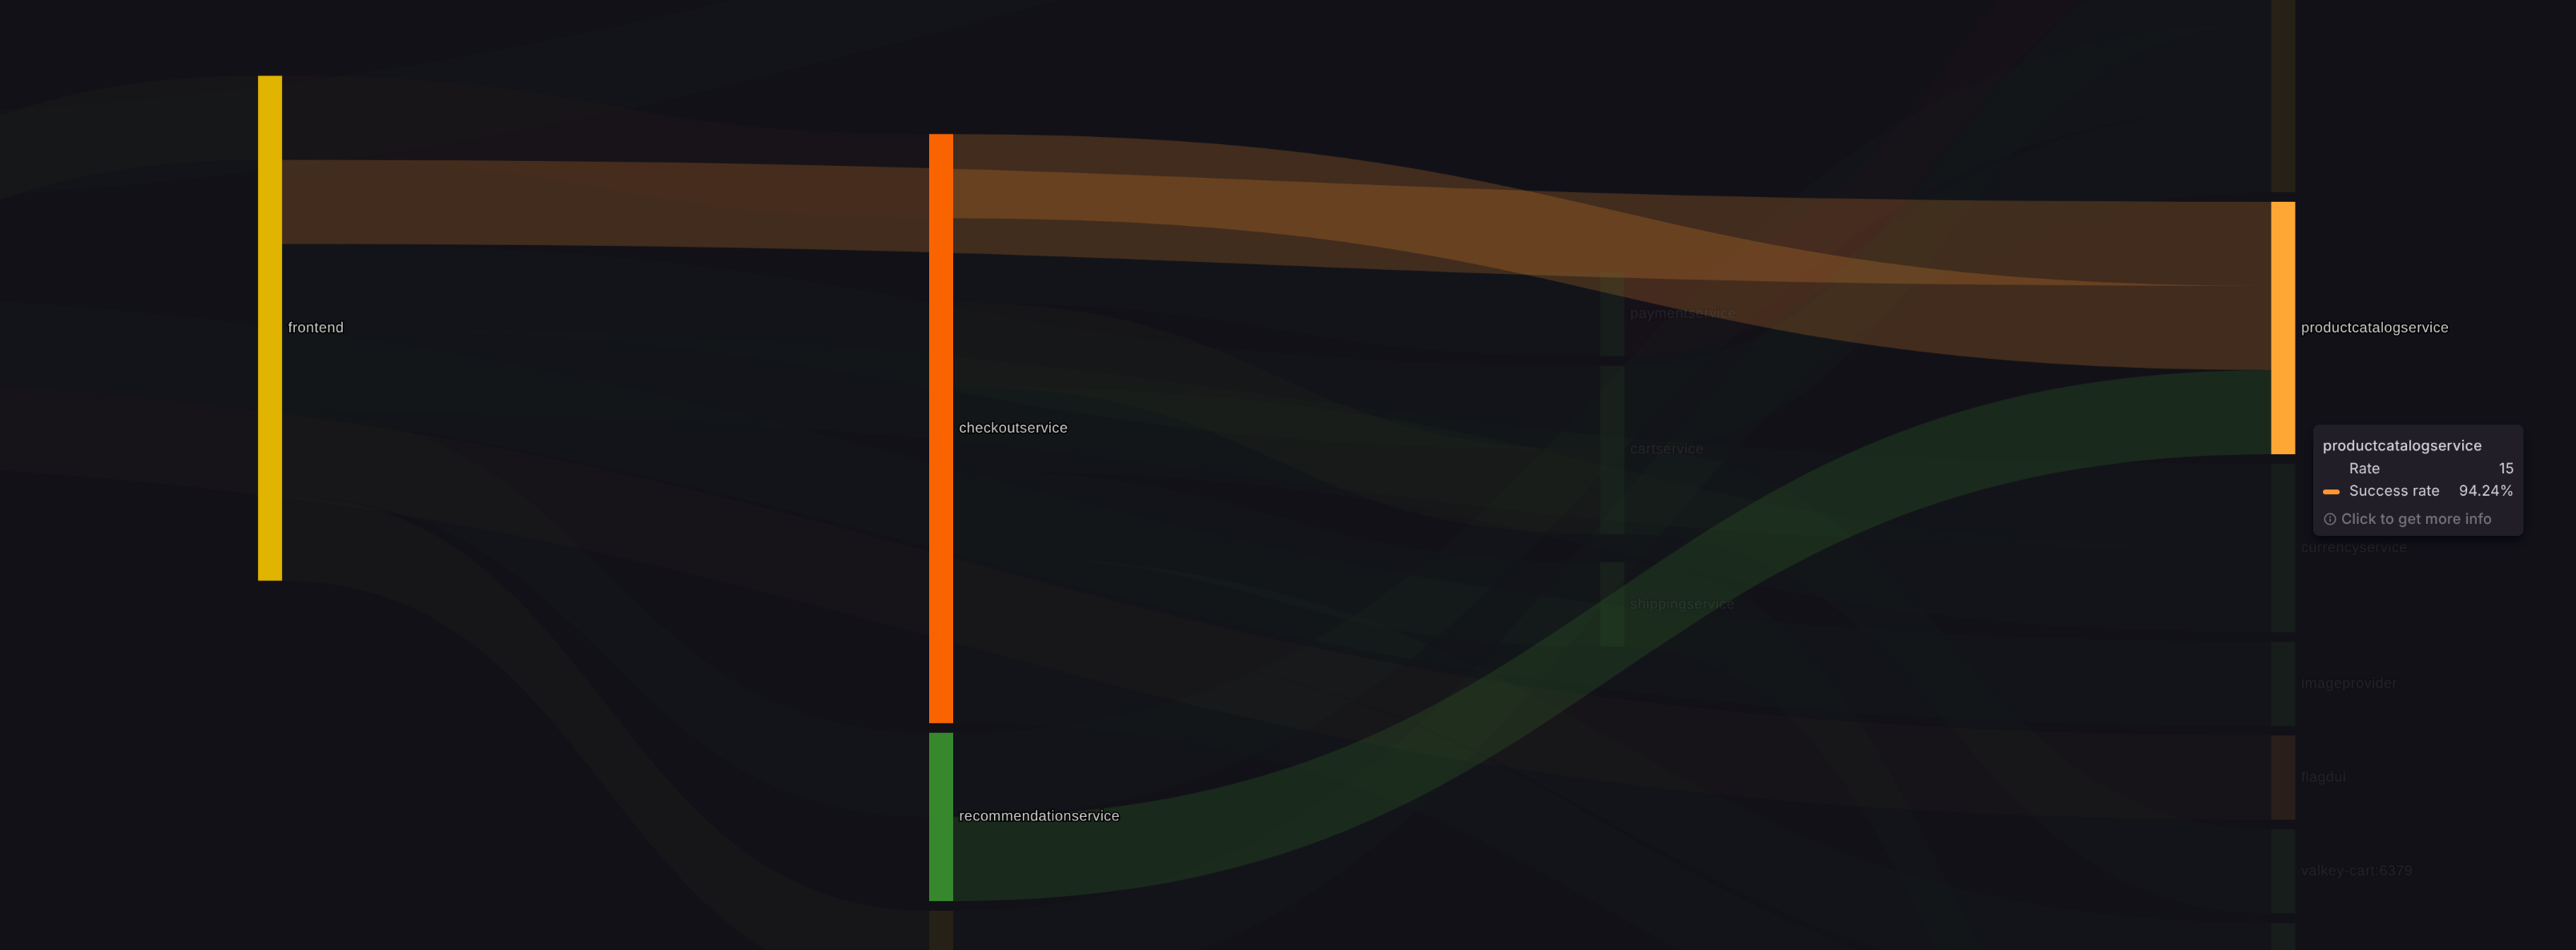 frontend
checkoutservice
recommendationservice
paymentservice
cartservice
shippingservice
productcatalogservice
productcatalogservice
Rate 15
Success rate 94.24%
Click to get more info
currencyservice
imageprovider
flagdui
valkey-cart:6379